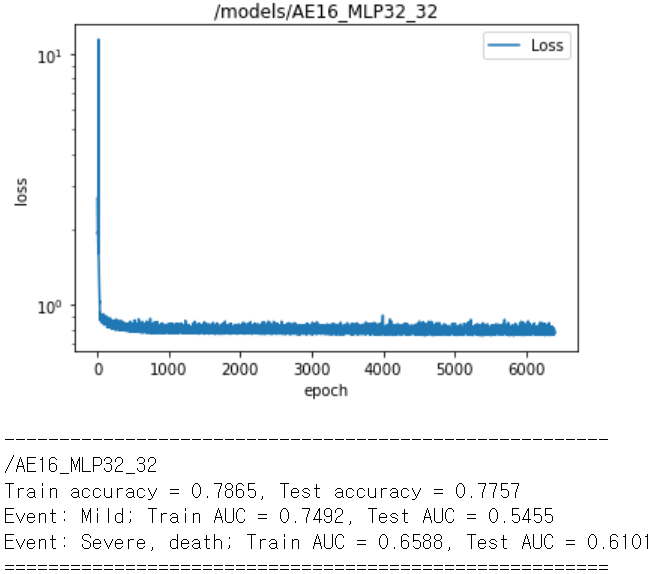 /models/AE16_MLP32_32
10¹
10⁰
loss
Loss
0 1000 2000 3000 4000 5000 6000
epoch
-------------------------------------------------------
/AE16_MLP32_32
Train accuracy = 0.7865, Test accuracy = 0.7757
Event: Mild; Train AUC = 0.7492, Test AUC = 0.5455
Event: Severe, death; Train AUC = 0.6588, Test AUC = 0.6101
=======================================================